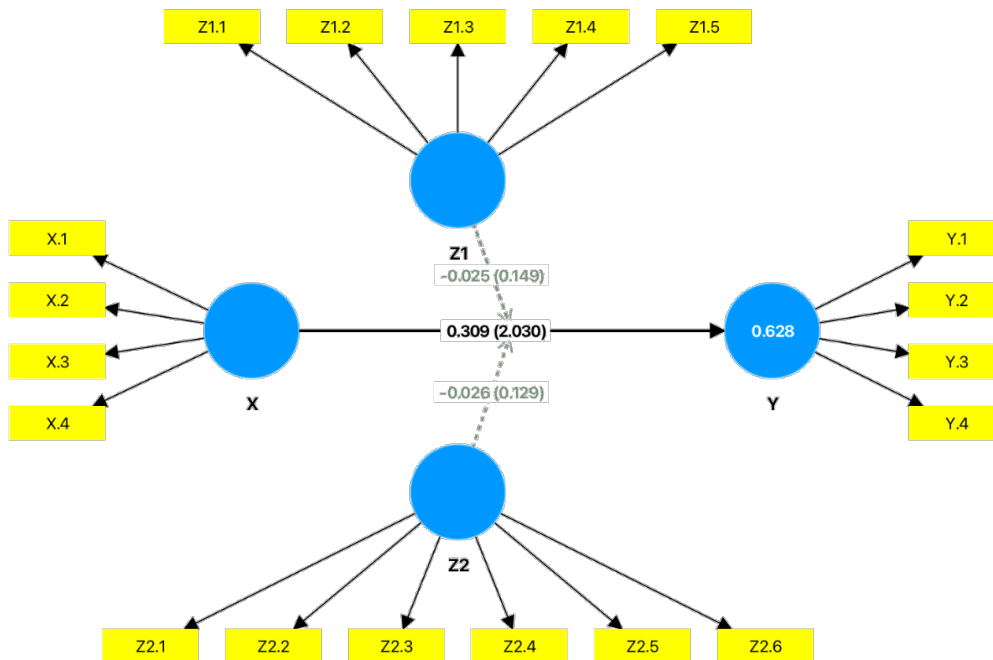 Z1.1
Z1.2
Z1.3
Z1.4
Z1.5
Z1
-0.025 (0.149)
X.1
X.2
X.3
X.4
X
0.309 (2.030)
0.628
Y
Y.1
Y.2
Y.3
Y.4
-0.026 (0.129)
Z2
Z2.1
Z2.2
Z2.3
Z2.4
Z2.5
Z2.6